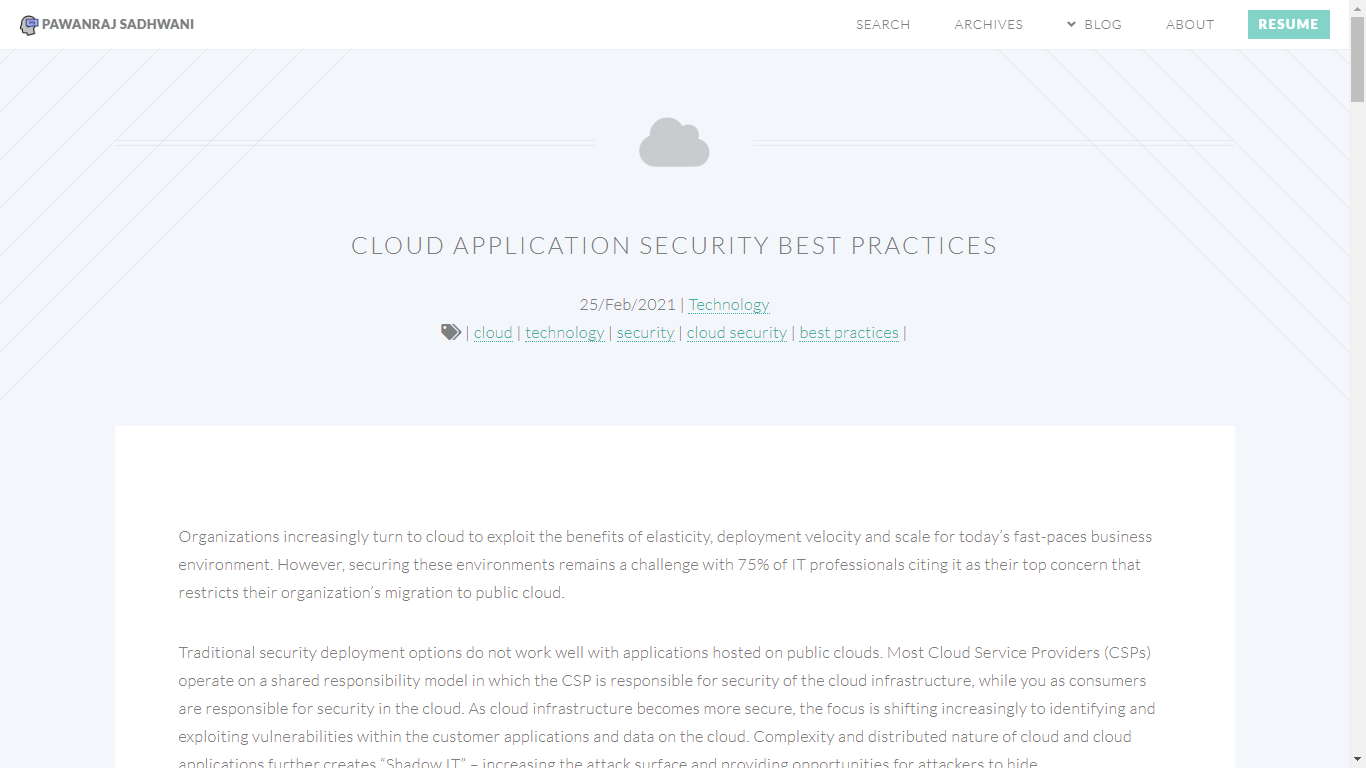 PAWANRAJ SADHWANI
SEARCH
ARCHIVES
BLOG
ABOUT
RESUME
CLOUD APPLICATION SECURITY BEST PRACTICES
25/Feb/2021 | Technology
| cloud | technology | security | cloud security | best practices |
Organizations increasingly turn to cloud to exploit the benefits of elasticity, deployment velocity and scale for today’s fast-paces business
environment. However, securing these environments remains a challenge with 75% of IT professionals citing it as their top concern that
restricts their organization’s migration to public cloud.
Traditional security deployment options do not work well with applications hosted on public clouds. Most Cloud Service Providers (CSPs)
operate on a shared responsibility model in which the CSP is responsible for security of the cloud infrastructure, while you as consumers
are responsible for security in the cloud. As cloud infrastructure becomes more secure, the focus is shifting increasingly to identifying and
exploiting vulnerabilities within the customer applications and data on the cloud. Complexity and distributed nature of cloud and cloud
applications further creates “Shadow IT” – increasing the attack surface and providing opportunities for attackers to hide.